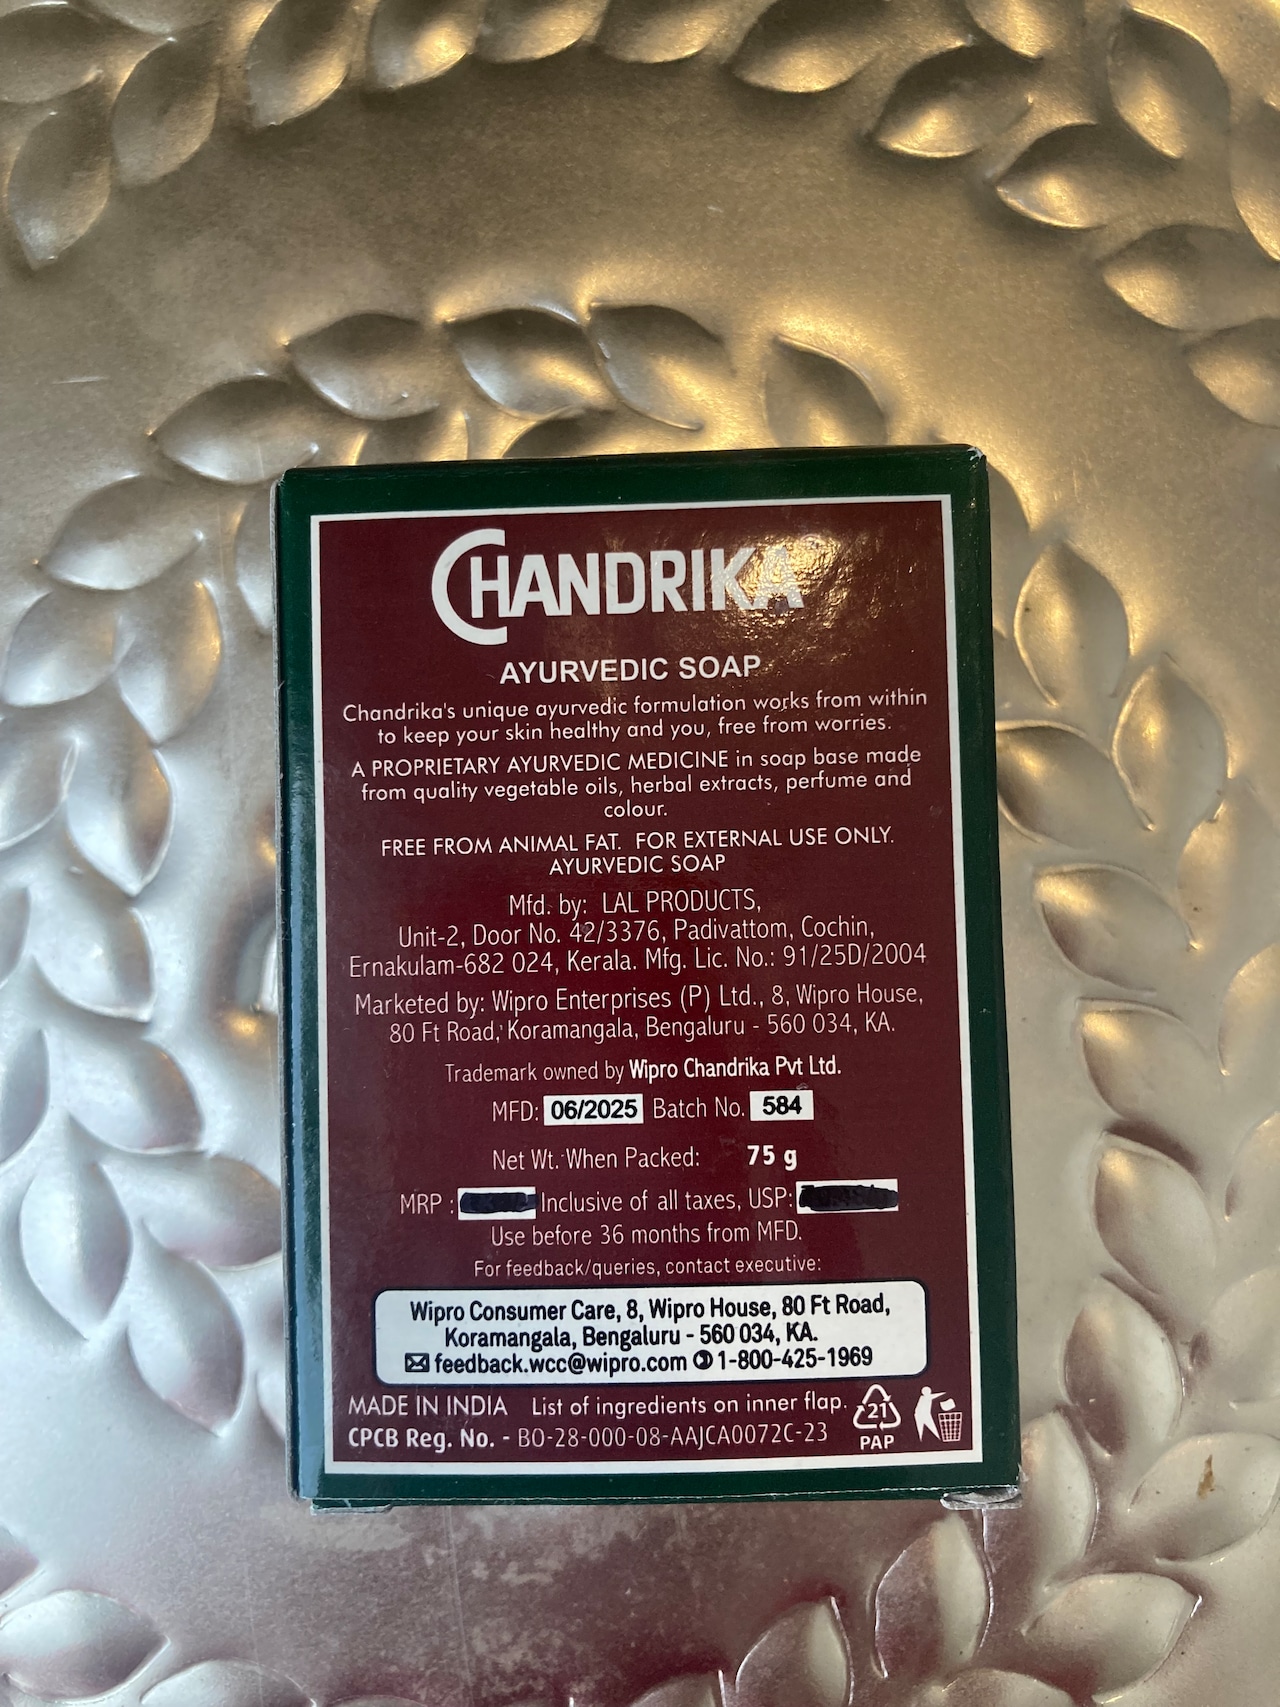 CHANDRIKA
AYURVEDIC SOAP
Chandrika's unique ayurvedic formulation works from within
to keep your skin healthy and you, free from worries.
A PROPRIETARY AYURVEDIC MEDICINE in soap base made
from quality vegetable oils, herbal extracts, perfume and
colour.
FREE FROM ANIMAL FAT. FOR EXTERNAL USE ONLY.
AYURVEDIC SOAP
Mfd. by: LAL PRODUCTS,
Unit-2, Door No. 42/3376, Padivattom, Cochin,
Ernakulam-682 024, Kerala. Mfg. Lic. No.: 91/25D/2004
Marketed by: Wipro Enterprises (P) Ltd., 8, Wipro House,
80 Ft Road, Koramangala, Bengaluru - 560 034, KA.
Trademark owned by Wipro Chandrika Pvt Ltd.
MFD: 06/2025 Batch No. 584
Net Wt. When Packed: 75 g
MRP : Inclusive of all taxes, USP:
Use before 36 months from MFD.
For feedback/queries, contact executive:
Wipro Consumer Care, 8, Wipro House, 80 Ft Road,
Koramangala, Bengaluru - 560 034, KA.
feedback.wcc@wipro.com 1-800-425-1969
MADE IN INDIA List of ingredients on inner flap. 21
CPCB Reg. No. - BO-28-000-08-AAJCA0072C-23 PAP